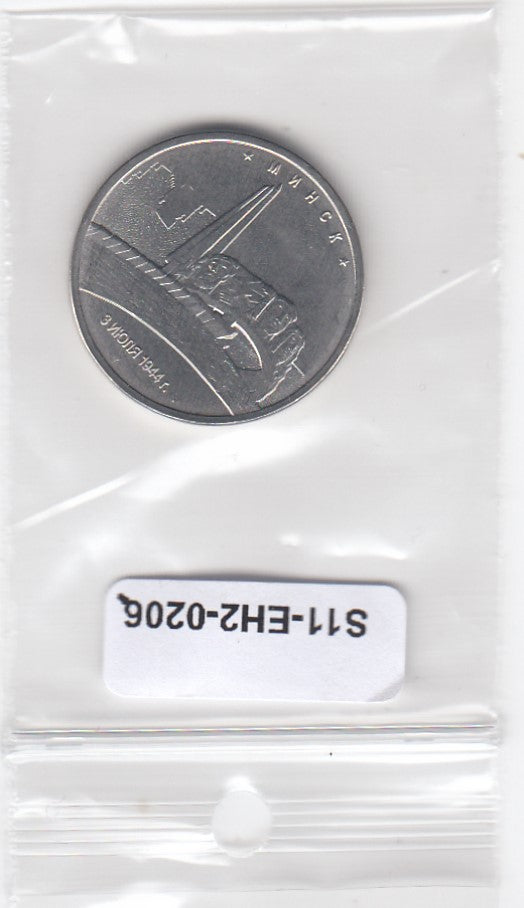 ★ МИНСК ★
3 ИЮЛЯ 1944 г.
S11-EH2-0206